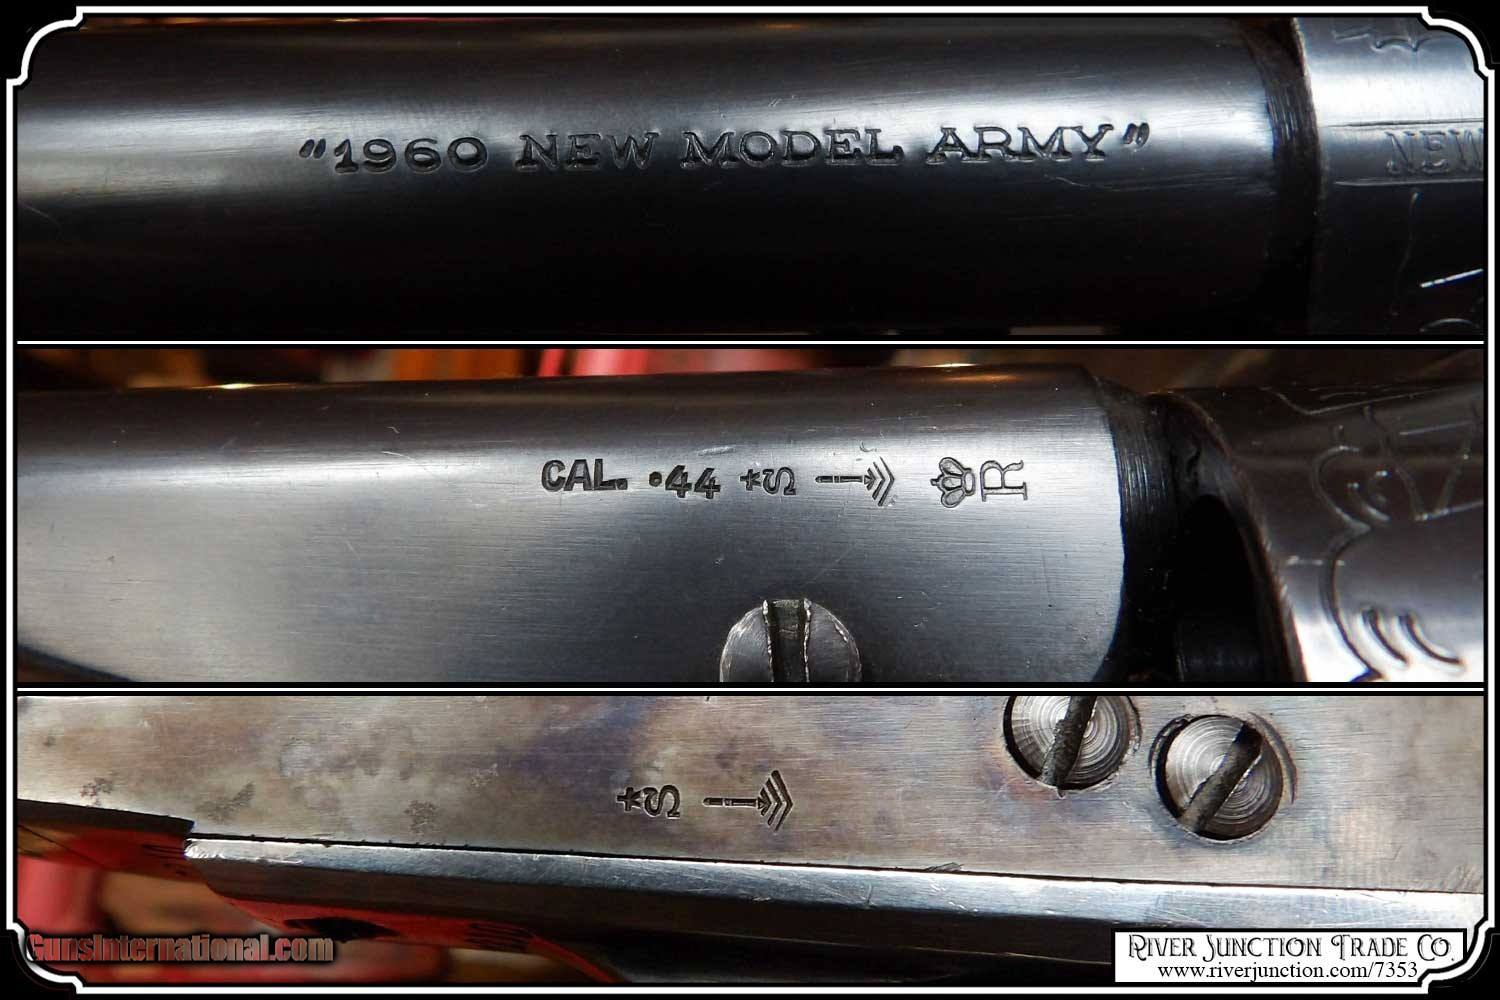 "1960 NEW MODEL ARMY"
NEW
CAL. .44 *S R
*S
GunsInternational.com
RIVER JUNCTION TRADE CO.
www.riverjunction.com/7353